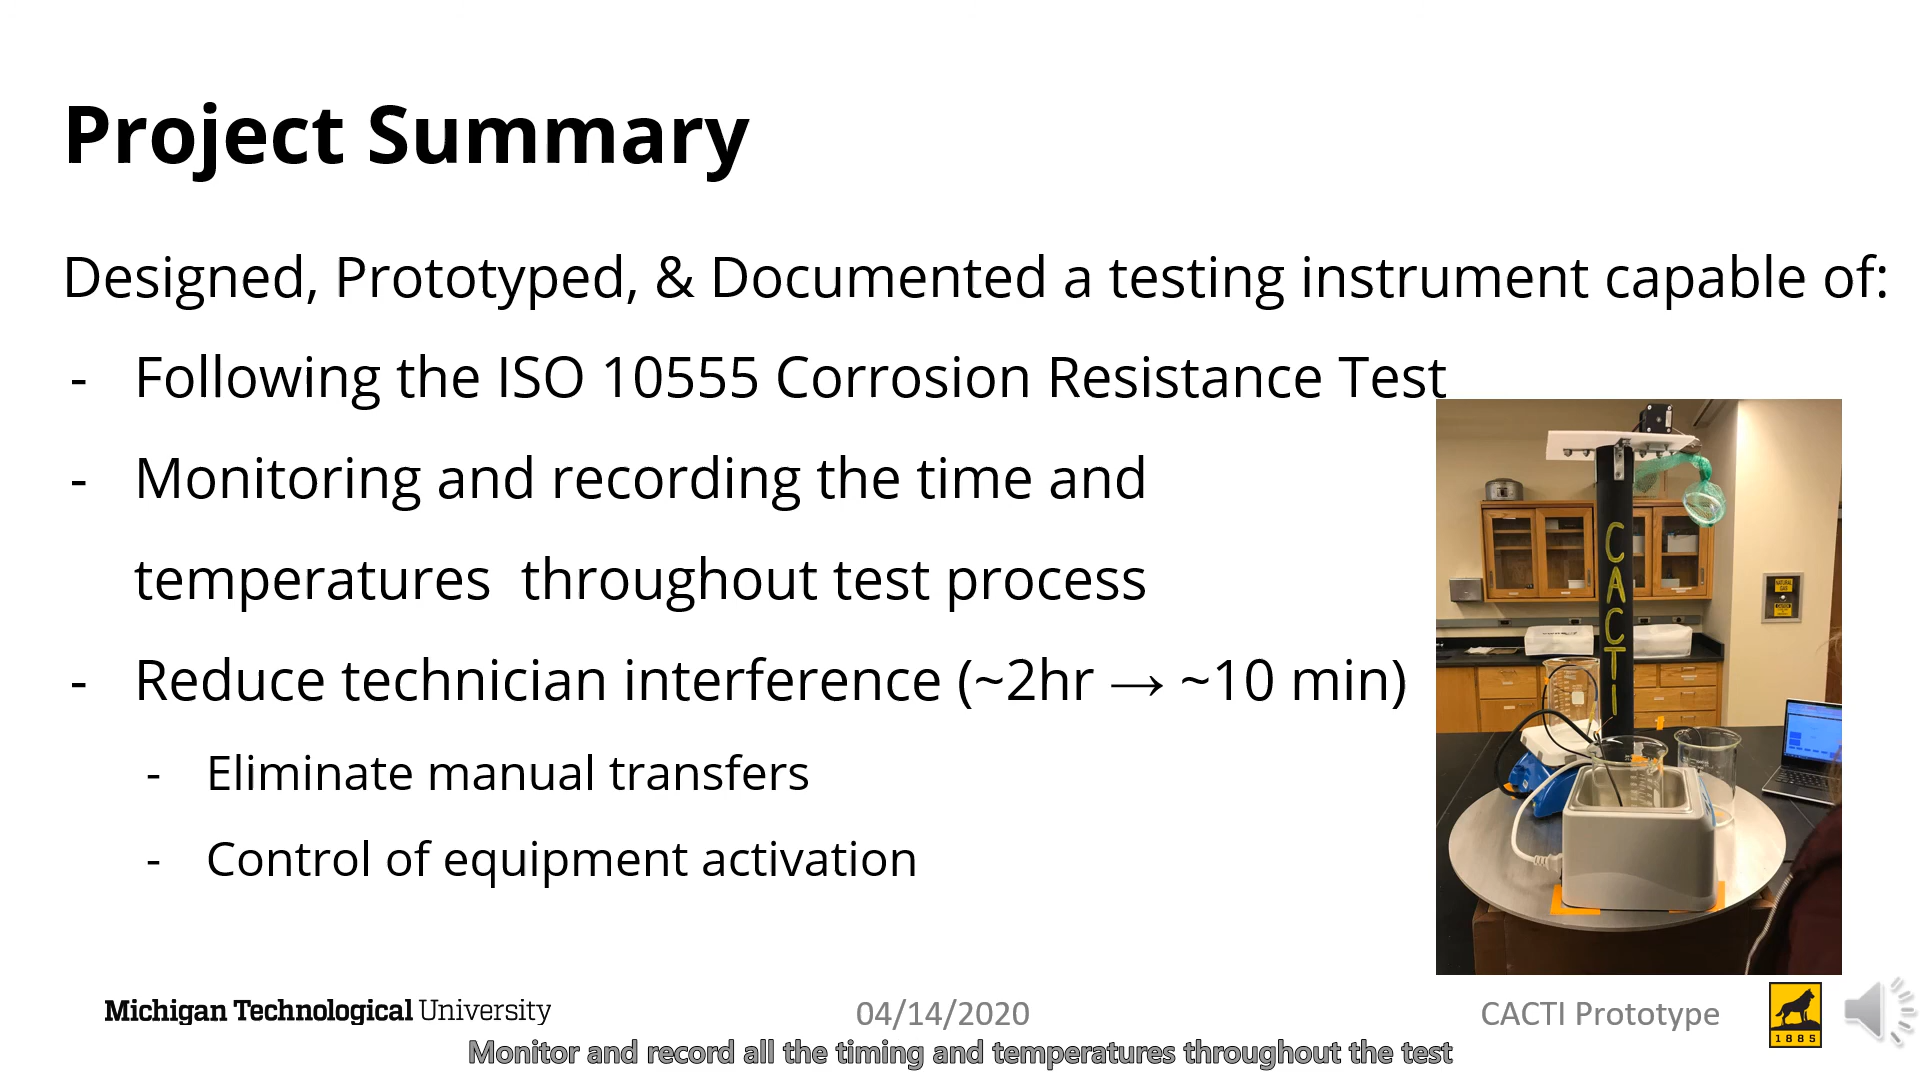 Project Summary
Designed, Prototyped, & Documented a testing instrument capable of:
- Following the ISO 10555 Corrosion Resistance Test
- Monitoring and recording the time and
temperatures throughout test process
- Reduce technician interference (~2hr → ~10 min)
- Eliminate manual transfers
- Control of equipment activation
CACTI
NATURAL GAS
Michigan Technological University
04/14/2020
CACTI Prototype
1885
Monitor and record all the timing and temperatures throughout the test